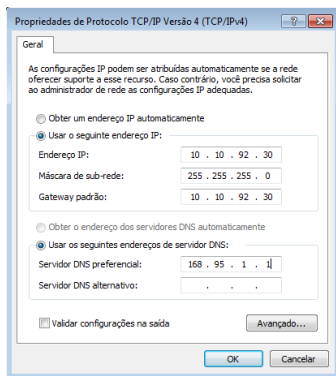 Propriedades de Protocolo TCP/IP Versão 4 (TCP/IPv4)
Geral
As configurações IP podem ser atribuídas automaticamente se a rede
oferecer suporte a esse recurso. Caso contrário, você precisa solicitar
ao administrador de rede as configurações IP adequadas.
Obter um endereço IP automaticamente
Usar o seguinte endereço IP:
Endereço IP: 10 . 10 . 92 . 30
Máscara de sub-rede: 255 . 255 . 255 . 0
Gateway padrão: 10 . 10 . 92 . 30
Obter o endereço dos servidores DNS automaticamente
Usar os seguintes endereços de servidor DNS:
Servidor DNS preferencial: 168 . 95 . 1 . 1
Servidor DNS alternativo: . . .
Validar configurações na saída Avançado...
OK Cancelar